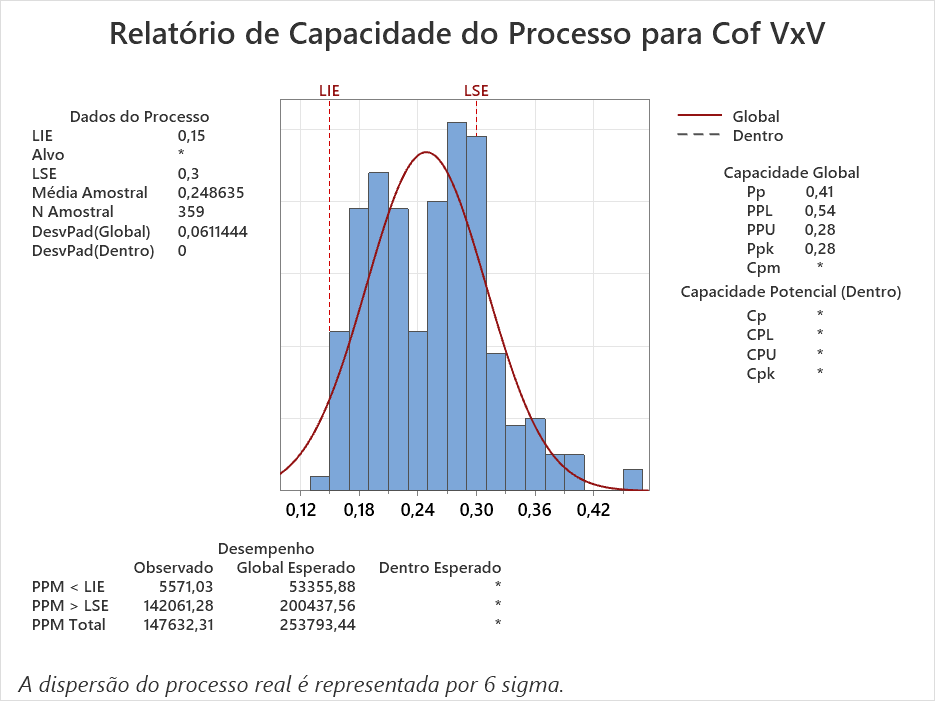 Relatório de Capacidade do Processo para Cof VxV
LIE LSE
Dados do Processo
LIE 0,15
Alvo *
LSE 0,3
Média Amostral 0,248635
N Amostral 359
DesvPad(Global) 0,0611444
DesvPad(Dentro) 0
Global
Dentro
Capacidade Global
Pp 0,41
PPL 0,54
PPU 0,28
Ppk 0,28
Cpm *
Capacidade Potencial (Dentro)
Cp *
CPL *
CPU *
Cpk *
0,12 0,18 0,24 0,30 0,36 0,42
Desempenho
Observado Global Esperado Dentro Esperado
PPM < LIE 5571,03 53355,88 *
PPM > LSE 142061,28 200437,56 *
PPM Total 147632,31 253793,44 *
A dispersão do processo real é representada por 6 sigma.